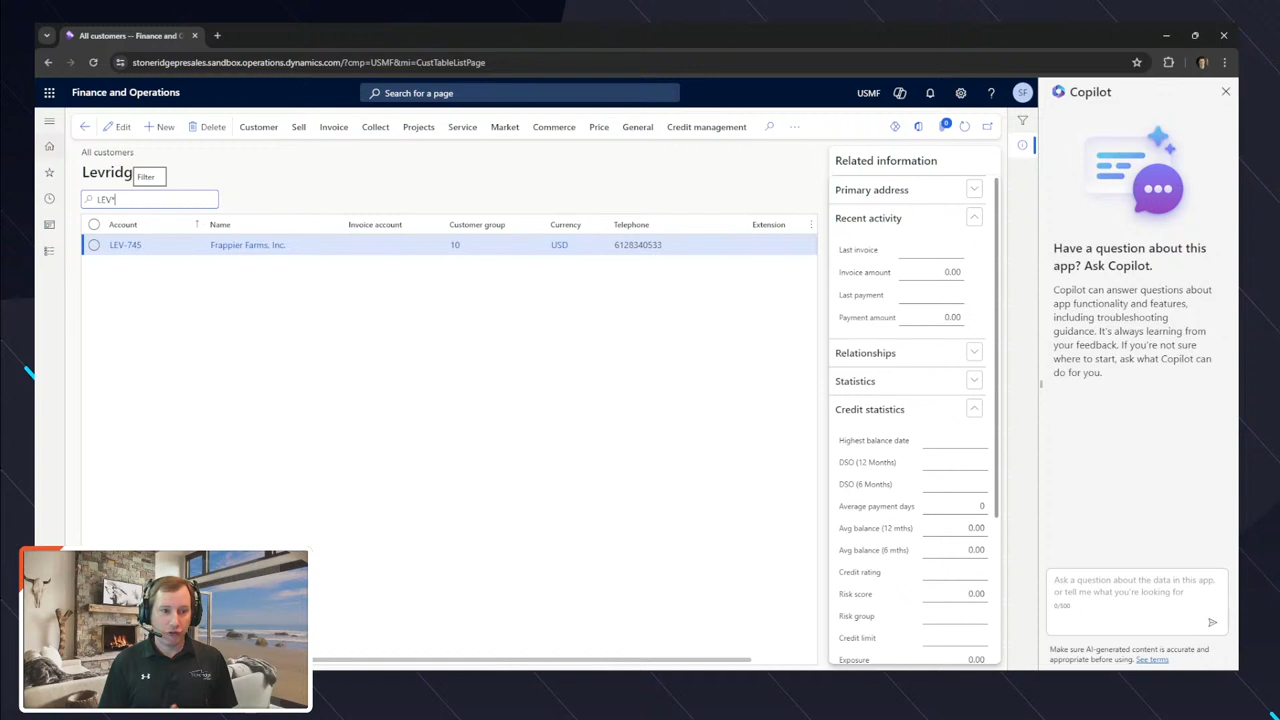 All customers -- Finance and O
stoneridgepresales.sandbox.operations.dynamics.com/?cmp=USMF&mi=CustTableListPage
Finance and Operations
Search for a page
USMF
SF
Copilot
Edit
New
Delete
Customer
Sell
Invoice
Collect
Projects
Service
Market
Commerce
Price
General
Credit management
0
All customers
Levridg
Filter
LEV*
Account
Name
Invoice account
Customer group
Currency
Telephone
Extension
LEV-745
Frappier Farms, Inc.
10
USD
6128340533
Related information
Primary address
Recent activity
Last invoice
Invoice amount 0.00
Last payment
Payment amount 0.00
Relationships
Statistics
Credit statistics
Highest balance date
DSO (12 Months)
DSO (6 Months)
Average payment days 0
Avg balance (12 mths) 0.00
Avg balance (6 mths) 0.00
Credit rating
Risk score 0.00
Risk group
Credit limit
Exposure 0.00
Have a question about this
app? Ask Copilot.
Copilot can answer questions about
app functionality and features,
including troubleshooting
guidance. It's always learning from
your feedback. If you're not sure
where to start, ask what Copilot can
do for you.
Ask a question about the data in this app,
or tell me what you're looking for
0/500
Make sure AI-generated content is accurate and
appropriate before using. See terms